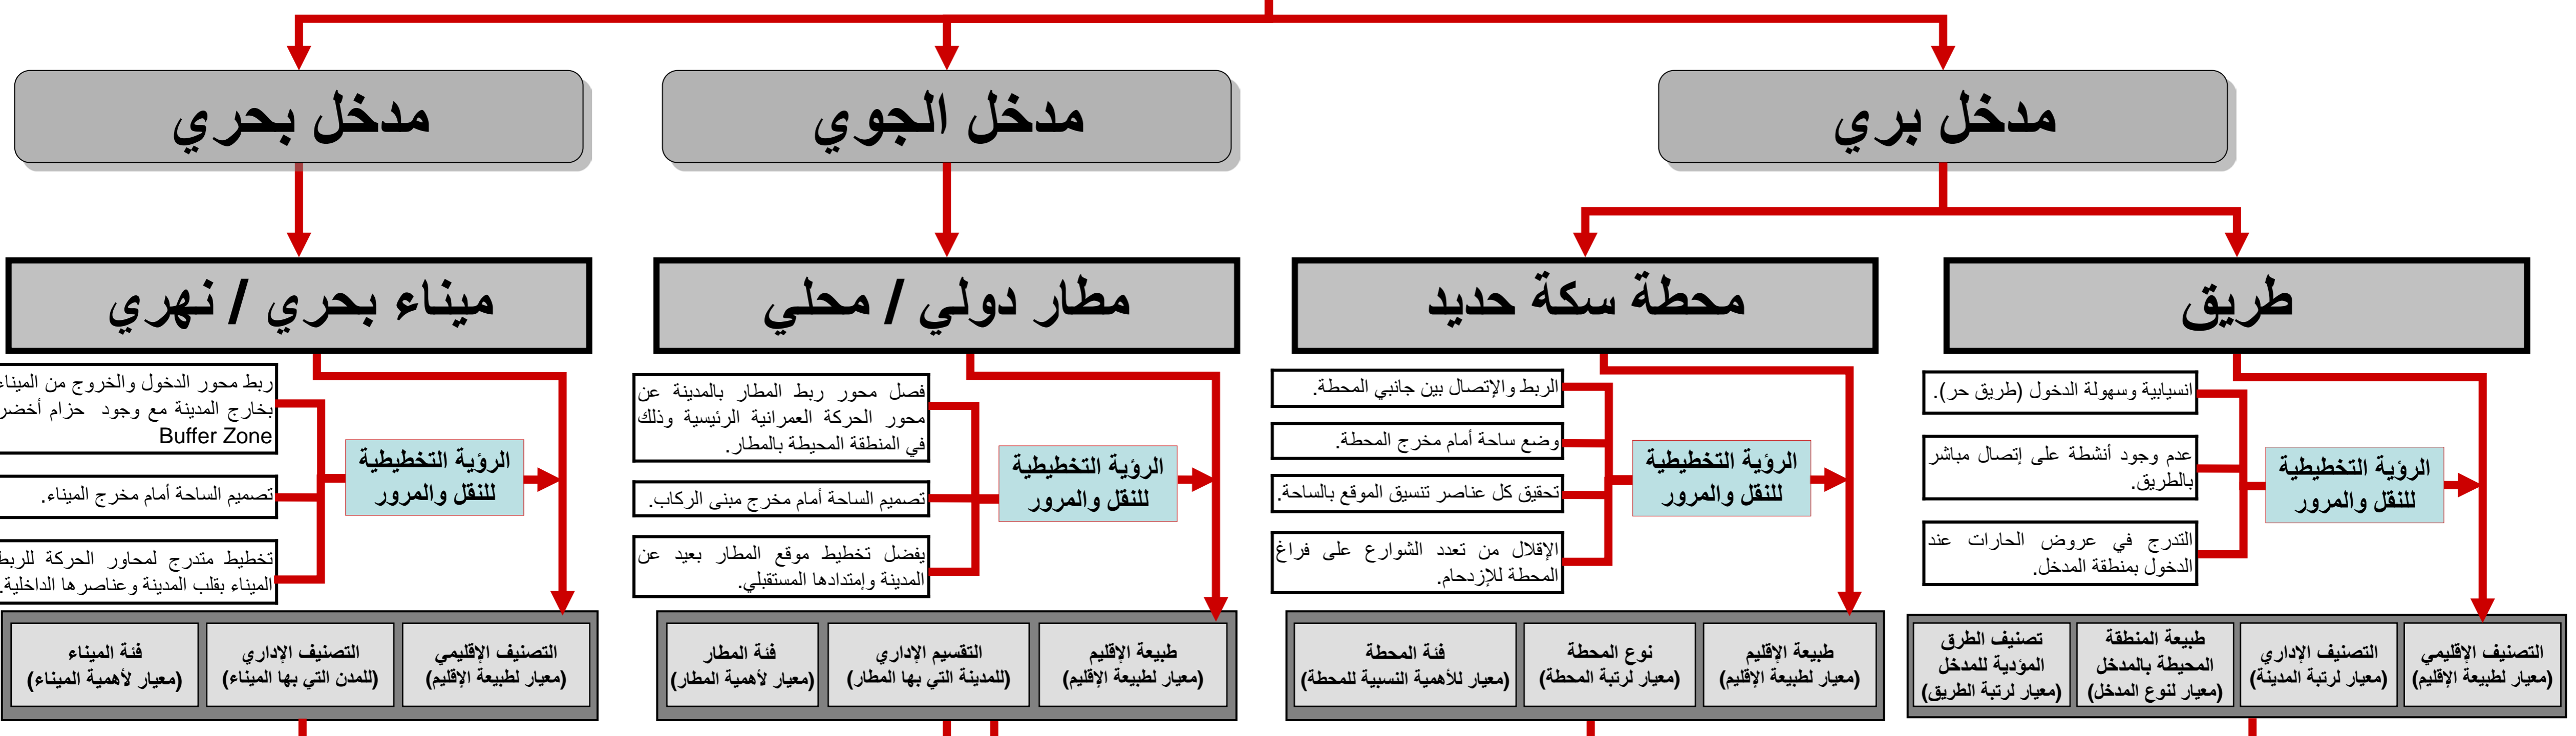 مدخل بري
مدخل الجوي
مدخل بحري
طريق
محطة سكة حديد
مطار دولي / محلي
ميناء بحري / نهري
انسيابية وسهولة الدخول (طريق حر).
عدم وجود أنشطة على إتصال مباشر
بالطريق.
التدرج في عروض الحارات عند
الدخول بمنطقة المدخل.
الرؤية التخطيطية
للنقل والمرور
الربط والإتصال بين جانبي المحطة.
وضع ساحة أمام مخرج المحطة.
تحقيق كل عناصر تنسيق الموقع بالساحة.
الإقلال من تعدد الشوارع على فراغ
المحطة للإزدحام.
الرؤية التخطيطية
للنقل والمرور
فصل محور ربط المطار بالمدينة عن
محور الحركة العمرانية الرئيسية وذلك
في المنطقة المحيطة بالمطار.
تصميم الساحة أمام مخرج مبنى الركاب.
يفضل تخطيط موقع المطار بعيد عن
المدينة وإمتدادها المستقبلي.
الرؤية التخطيطية
للنقل والمرور
ربط محور الدخول والخروج من الميناء
بخارج المدينة مع وجود حزام أخضر
Buffer Zone
تصميم الساحة أمام مخرج الميناء.
تخطيط متدرج لمحاور الحركة للربط
الميناء بقلب المدينة وعناصرها الداخلية.
الرؤية التخطيطية
للنقل والمرور
التصنيف الإقليمي
(معيار لطبيعة الإقليم)
التصنيف الإداري
(معيار لرتبة المدينة)
طبيعة المنطقة
المحيطة بالمدخل
(معيار لنوع المدخل)
تصنيف الطرق
المؤدية للمدخل
(معيار لرتبة الطريق)
طبيعة الإقليم
(معيار لطبيعة الإقليم)
نوع المحطة
(معيار لرتبة المحطة)
فئة المحطة
(معيار للأهمية النسبية للمحطة)
طبيعة الإقليم
(معيار لطبيعة الإقليم)
التقسيم الإداري
(للمدينة التي بها المطار)
فئة المطار
(معيار لأهمية المطار)
التصنيف الإقليمي
(معيار لطبيعة الإقليم)
التصنيف الإداري
(للمدن التي بها الميناء)
فئة الميناء
(معيار لأهمية الميناء)